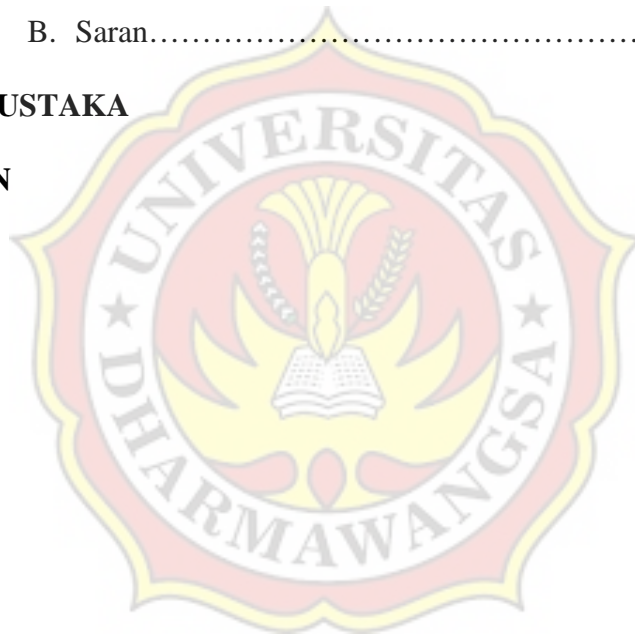 B. Saran………………………………………
USTAKA
N
UNIVERSITAS
★ DHARMAWANGSA ★